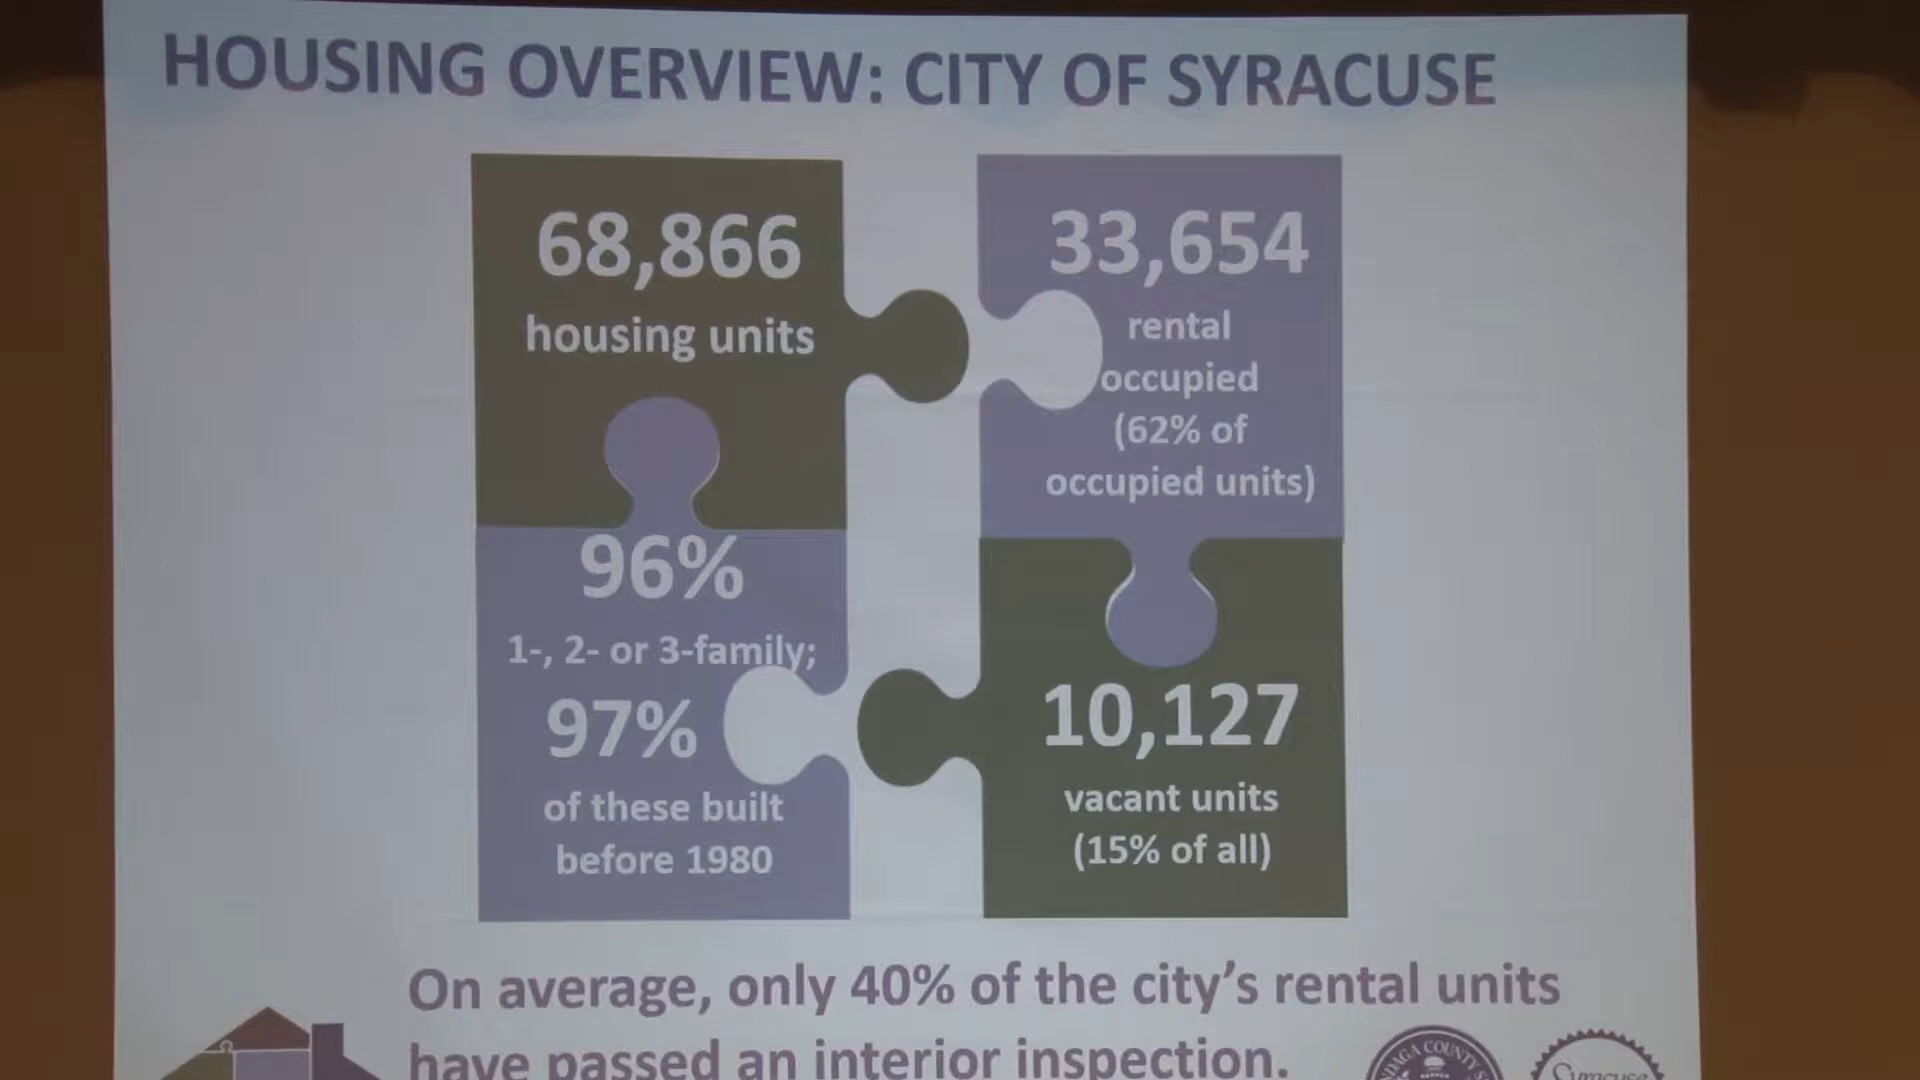 HOUSING OVERVIEW: CITY OF SYRACUSE
68,866
housing units
33,654
rental
occupied
(62% of
occupied units)
96%
1-, 2- or 3-family;
97%
of these built
before 1980
10,127
vacant units
(15% of all)
On average, only 40% of the city's rental units
have passed an interior inspection.
COUNTY
Syracuse